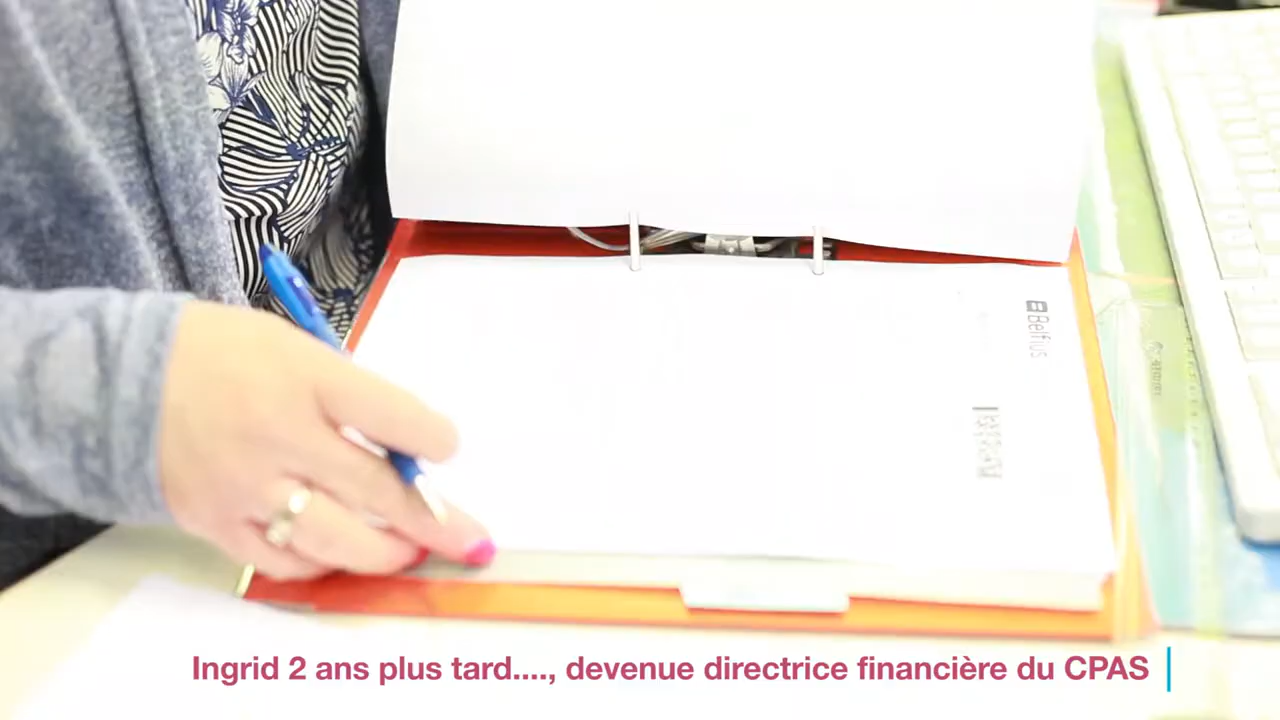 Belfius
Ingrid 2 ans plus tard...., devenue directrice financière du CPAS